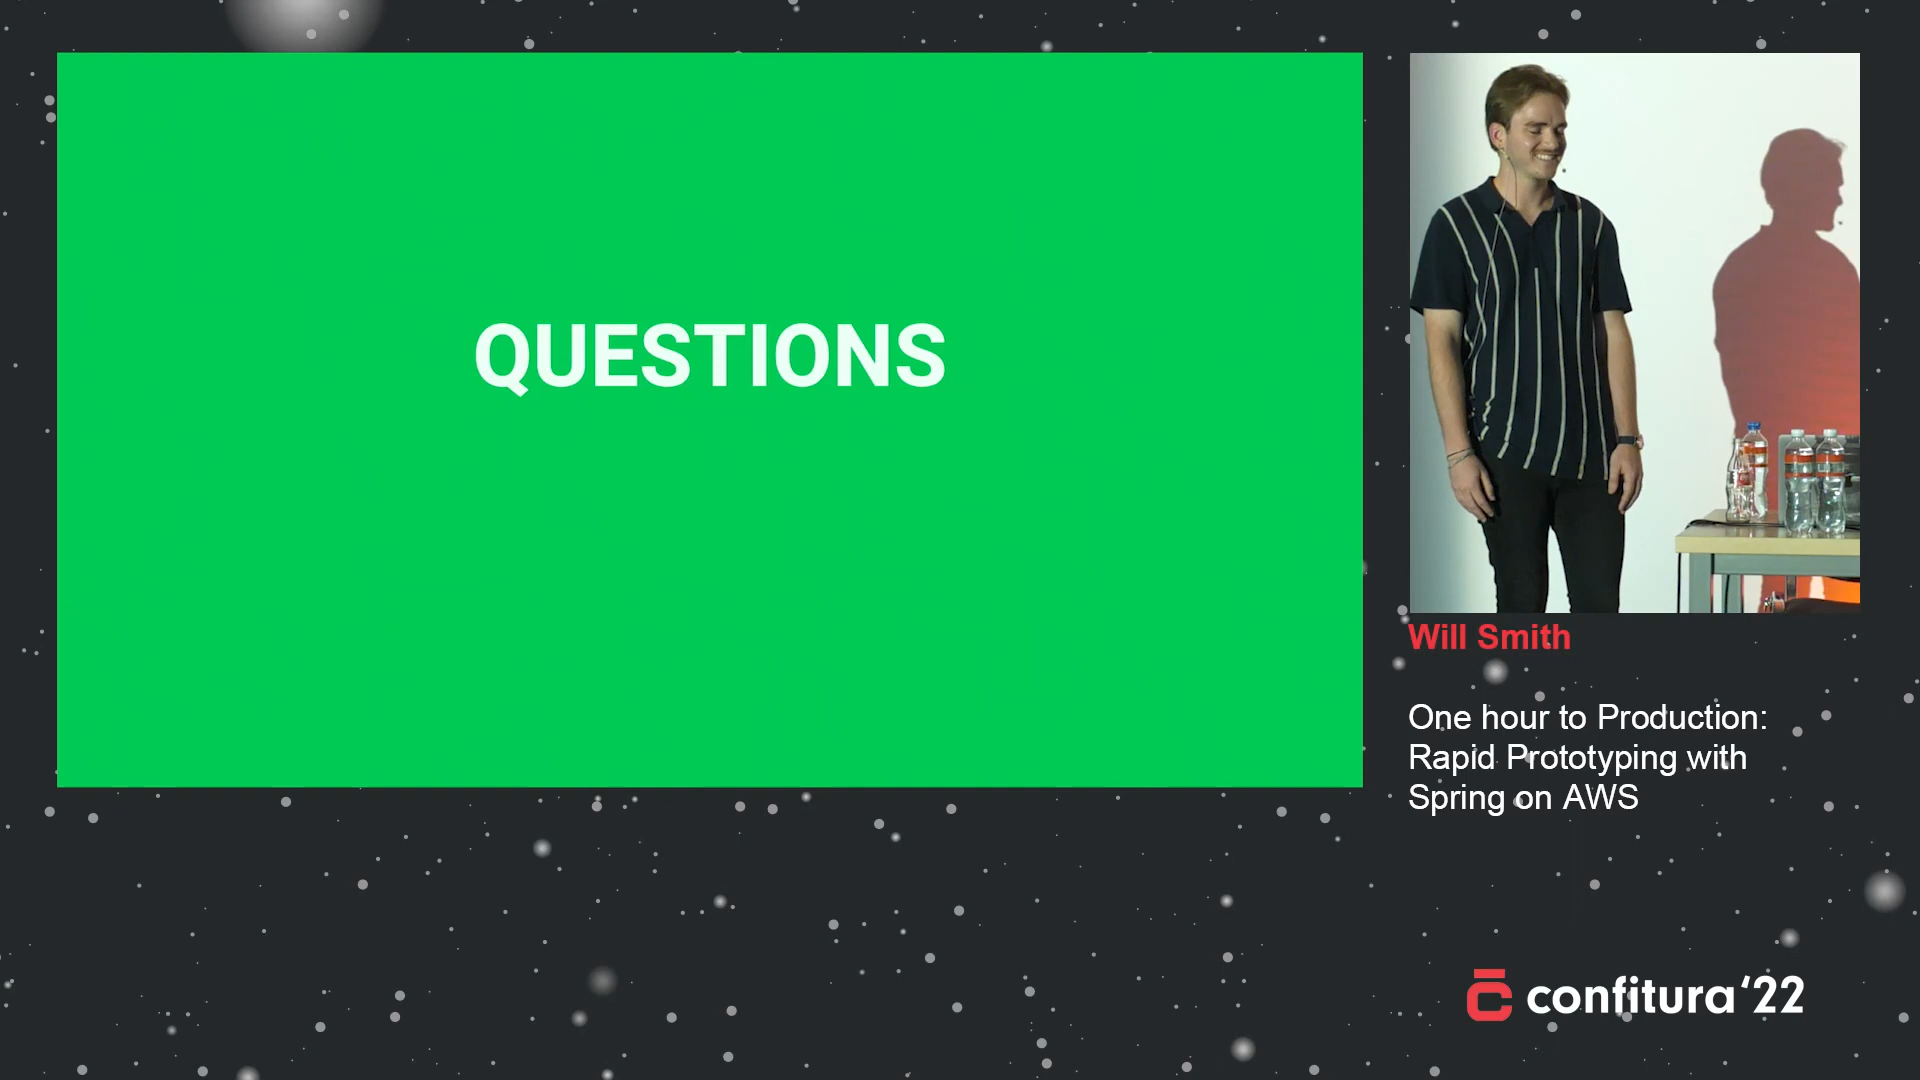 QUESTIONS
Will Smith
One hour to Production:
Rapid Prototyping with
Spring on AWS
confitura‘22